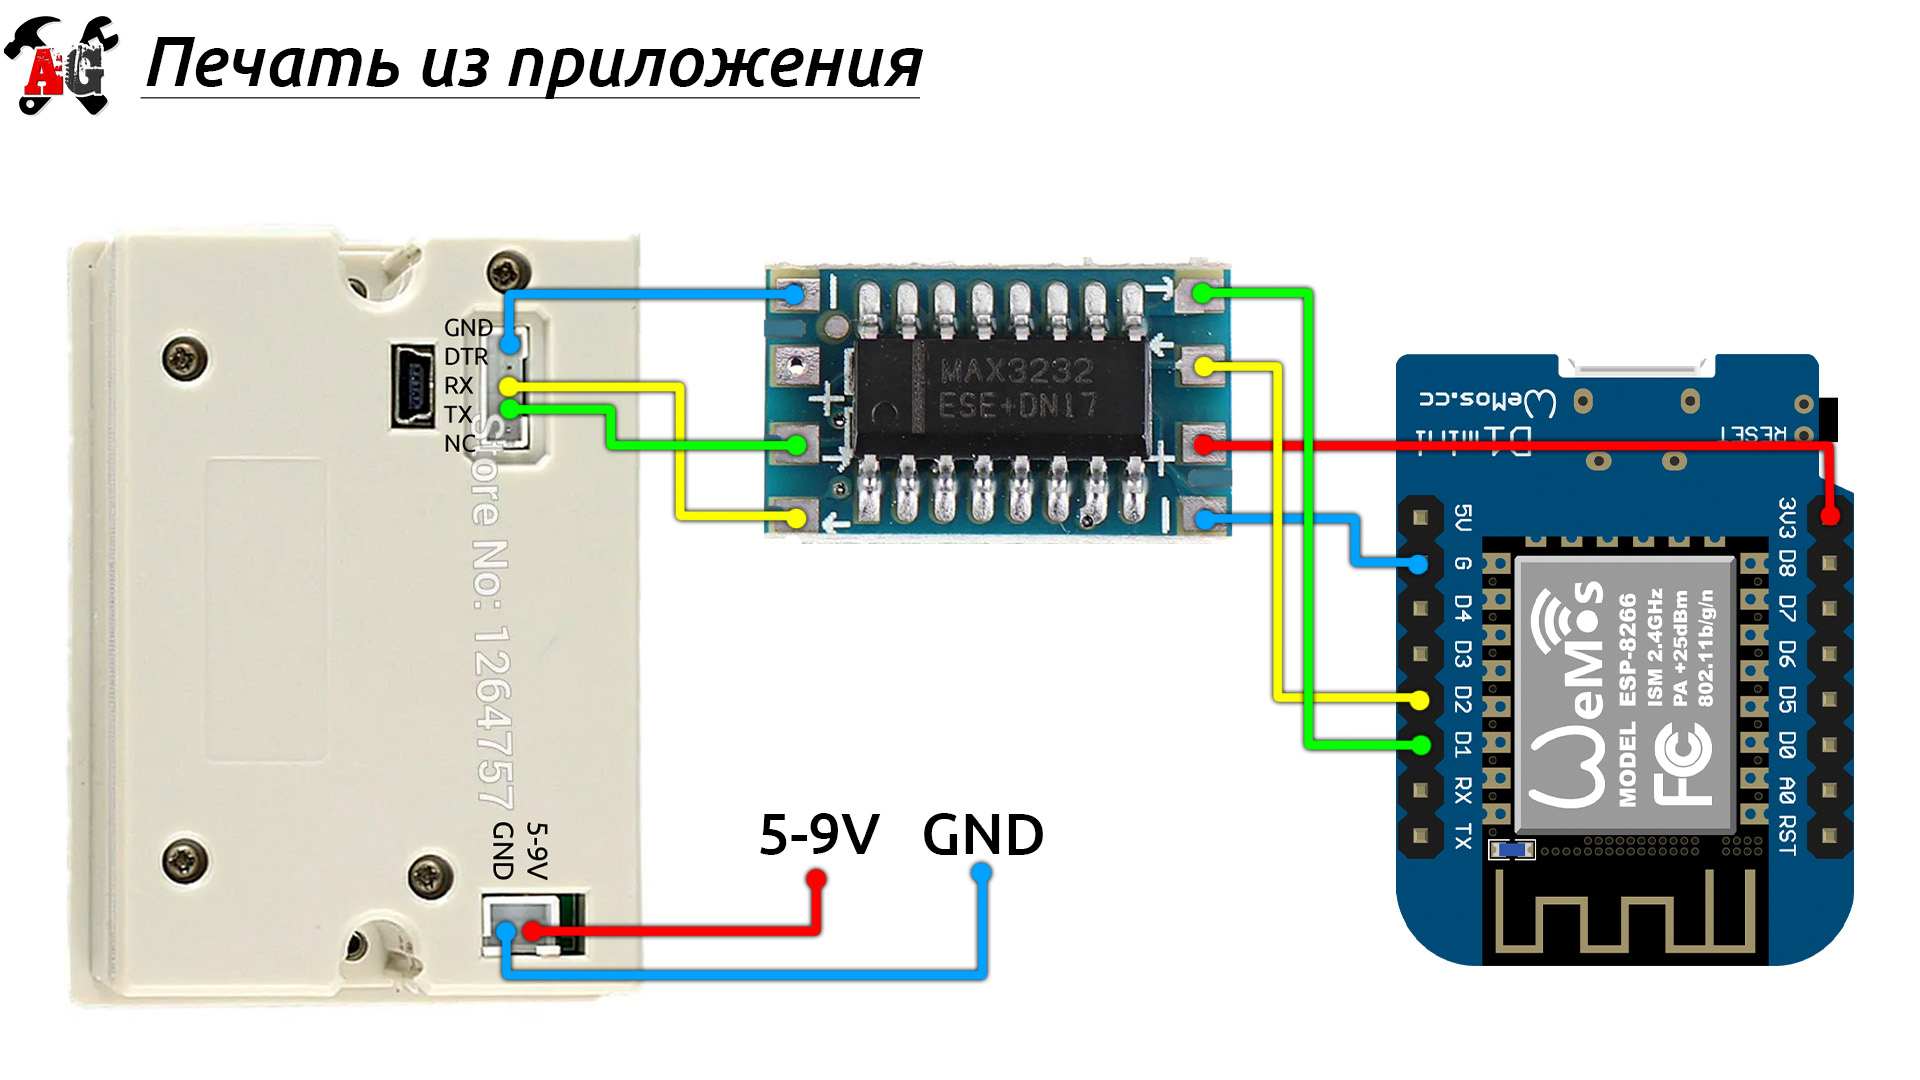 AG
Печать из приложения
GND
DTR
RX
TX
NC
Store No: 1264757
GND
5-9V
5-9V GND
MAX3232
ESE+DN17
WeMos.cc
D1 mini
RESET
5V
G
D4
D3
D2
D1
RX
TX
3V3
D8
D7
D6
D5
D0
A0
RST
WeMos
MODEL ESP-8266
ISM 2.4GHz
PA +25dBm
802.11b/g/n
FC